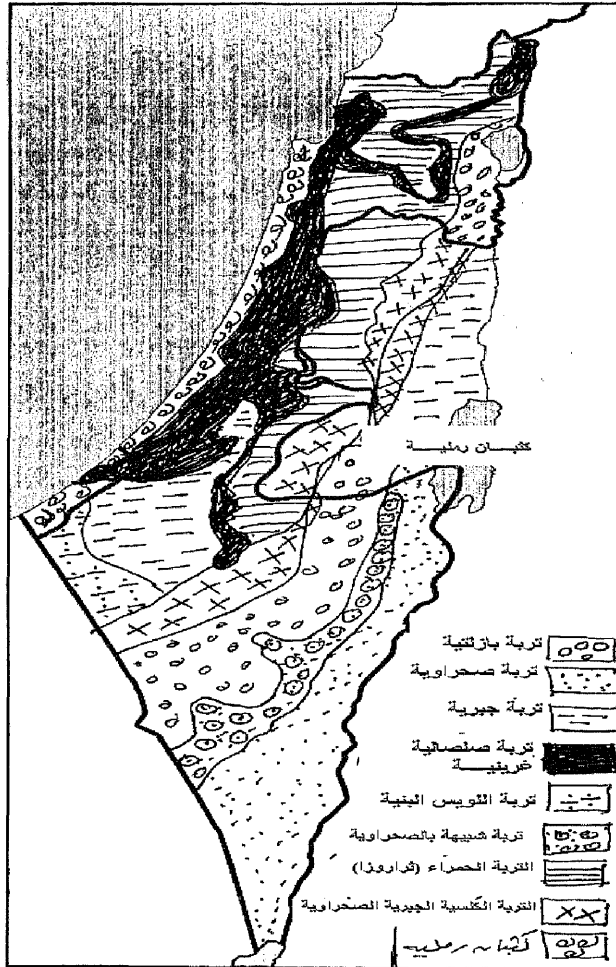 كثبان رملية
تربة بازلتية
تربة صحراوية
تربة جيرية
تربة صلصالية
غرينية
تربة اللويس البنية
تربة شبيهة بالصحراوية
التربة الحمراء (تراروزا)
التربة الكلسية الجيرية الصحراوية
كثبان رملية